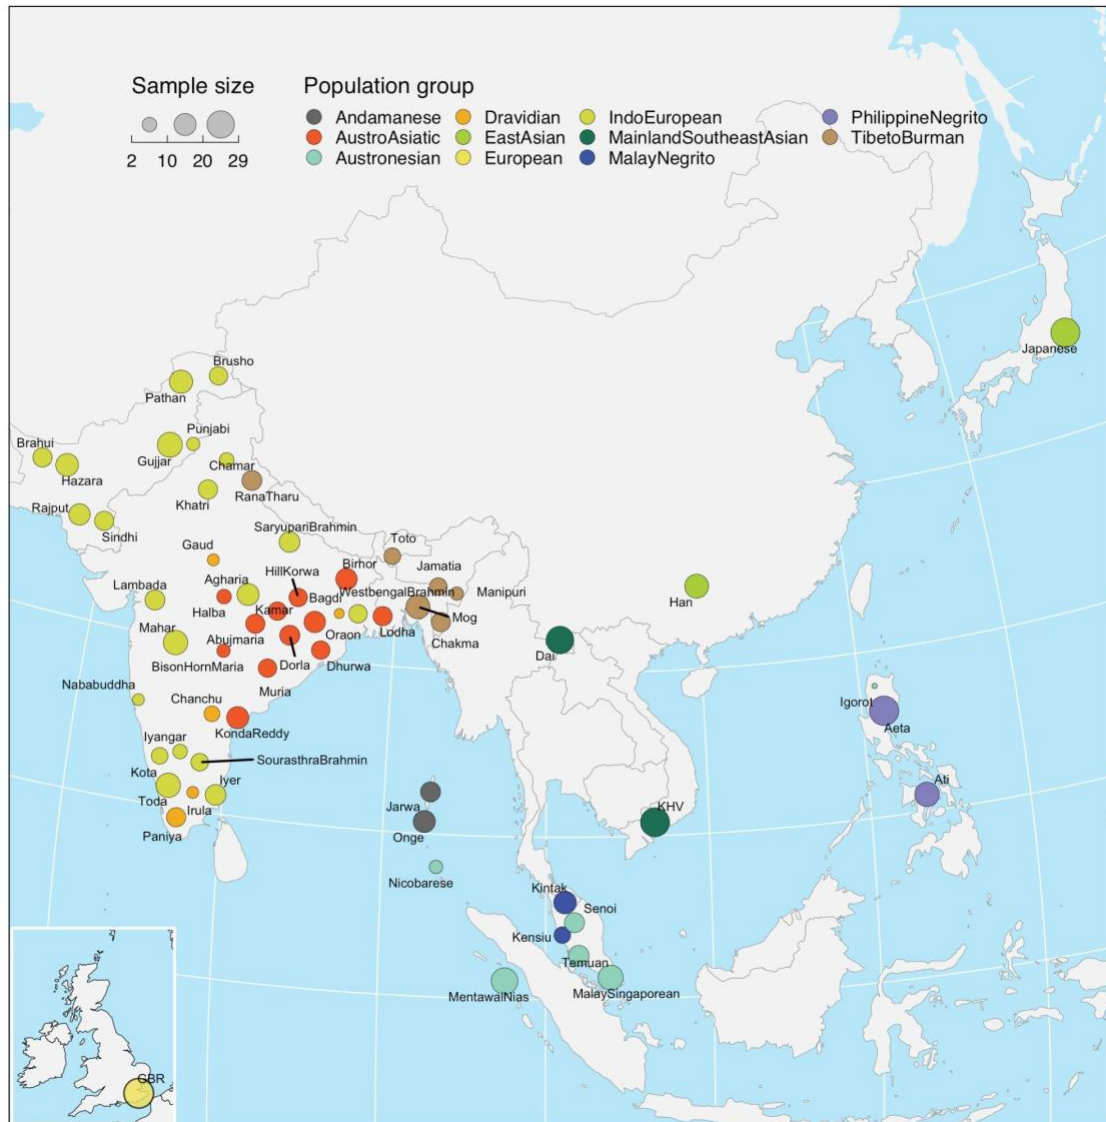 Sample size
2 10 20 29
Population group
Andamanese
AustroAsiatic
Austronesian
Dravidian
EastAsian
European
IndoEuropean
MainlandSoutheastAsian
MalayNegrito
PhilippineNegrito
TibetoBurman
Japanese
Brusho
Pathan
Punjabi
Brahui
Gujjar
Hazara
Chamar
Khatri
RanaTharu
Rajput
Sindhi
SaryupariBrahmin
Gaud
Toto
HillKorwa
Birhor
Jamatia
Lambada
Agharia
Bagdi
WestbengalBrahmin
Manipuri
Han
Halba
Kamar
Mog
Mahar
Abujmaria
Oraon
Lodha
Chakma
BisonHornMaria
Dorla
Dhurwa
Dai
Nababuddha
Muria
Chanchu
Igorot
KondaReddy
Aeta
Iyangar
SourasthraBrahmin
Kota
Iyer
Ati
Toda
Irula
Jarwa
KHV
Paniya
Onge
Nicobarese
Kintak
Senoi
Kensiu
Temuan
MentawaiNias
MalaySingaporean
GBR